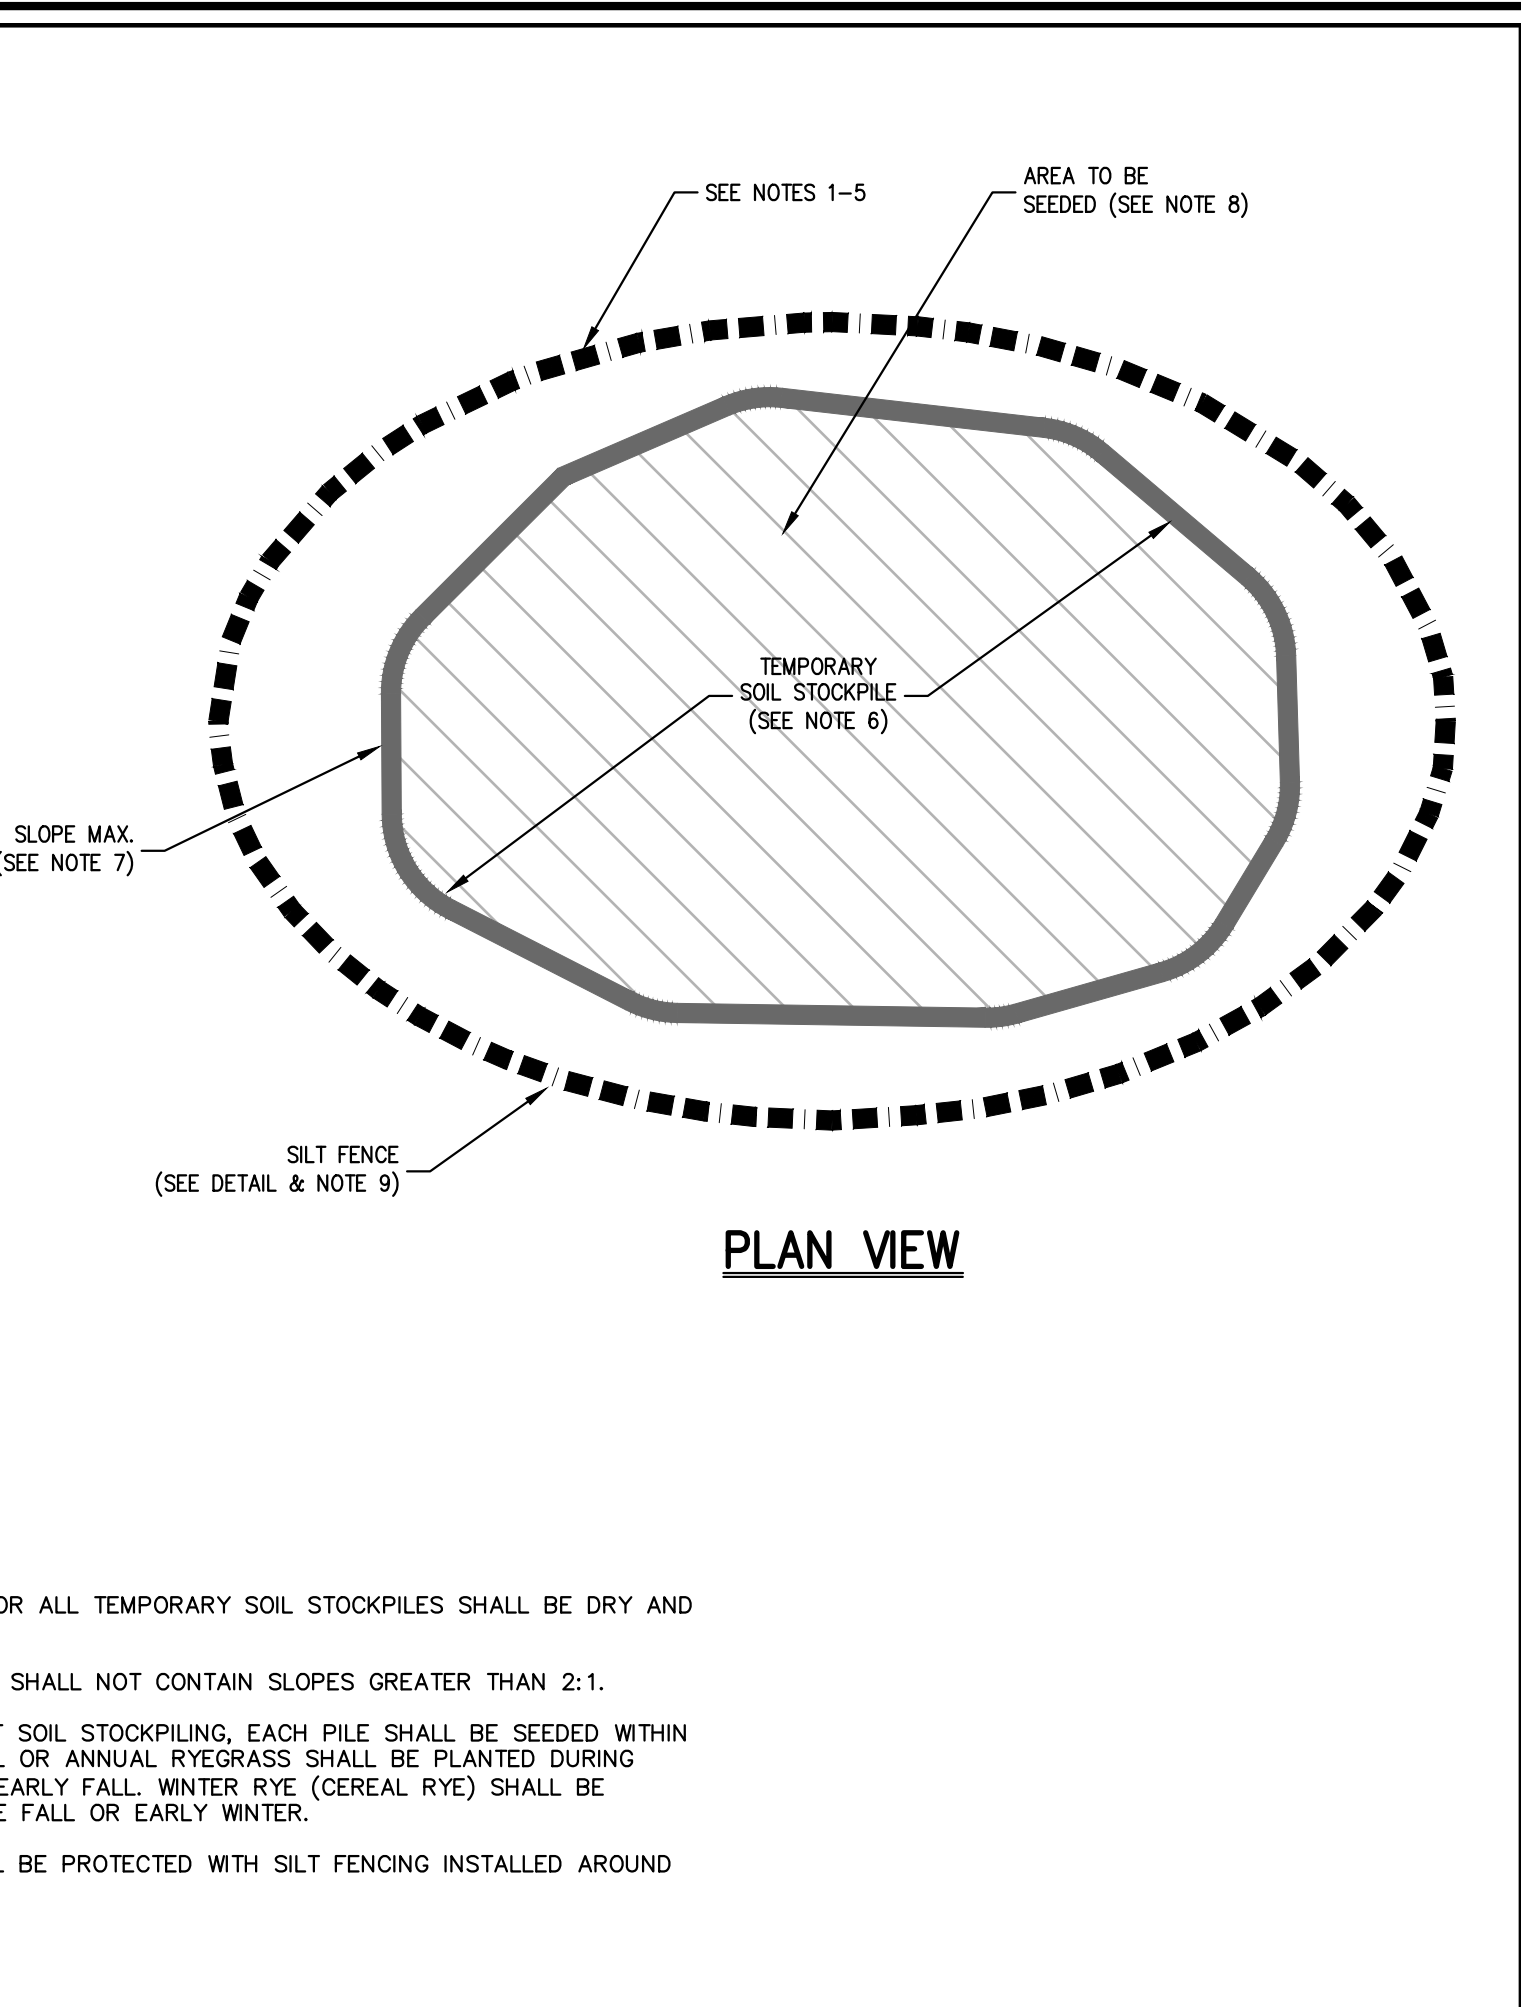 SEE NOTES 1-5
AREA TO BE
SEEDED (SEE NOTE 8)
TEMPORARY
SOIL STOCKPILE
(SEE NOTE 6)
SLOPE MAX.
(SEE NOTE 7)
SILT FENCE
(SEE DETAIL & NOTE 9)
PLAN VIEW
OR ALL TEMPORARY SOIL STOCKPILES SHALL BE DRY AND
SHALL NOT CONTAIN SLOPES GREATER THAN 2:1.
SOIL STOCKPILING, EACH PILE SHALL BE SEEDED WITHIN
OR ANNUAL RYEGRASS SHALL BE PLANTED DURING
EARLY FALL. WINTER RYE (CEREAL RYE) SHALL BE
FALL OR EARLY WINTER.
BE PROTECTED WITH SILT FENCING INSTALLED AROUND